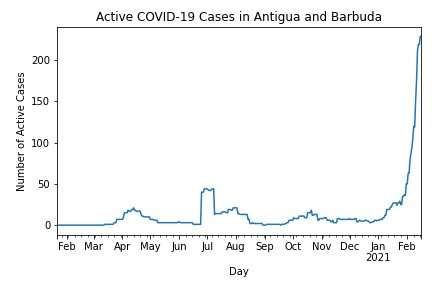 Active COVID-19 Cases in Antigua and Barbuda
Number of Active Cases
200
150
100
50
0
Feb Mar Apr May Jun Jul Aug Sep Oct Nov Dec Jan Feb
2021
Day